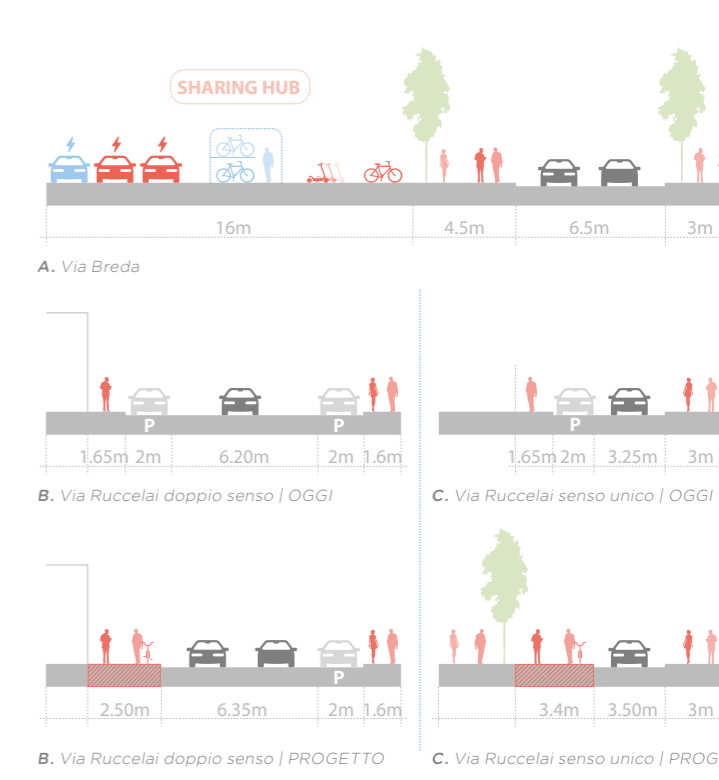 SHARING HUB
16m 4.5m 6.5m 3m
A. Via Breda
P P
1.65m 2m 6.20m 2m 1.6m
B. Via Ruccelai doppio senso | OGGI
P
1.65m 2m 3.25m 3m
C. Via Ruccelai senso unico | OGGI
P
2.50m 6.35m 2m 1.6m
B. Via Ruccelai doppio senso | PROGETTO
3.4m 3.50m 3m
C. Via Ruccelai senso unico | PROG